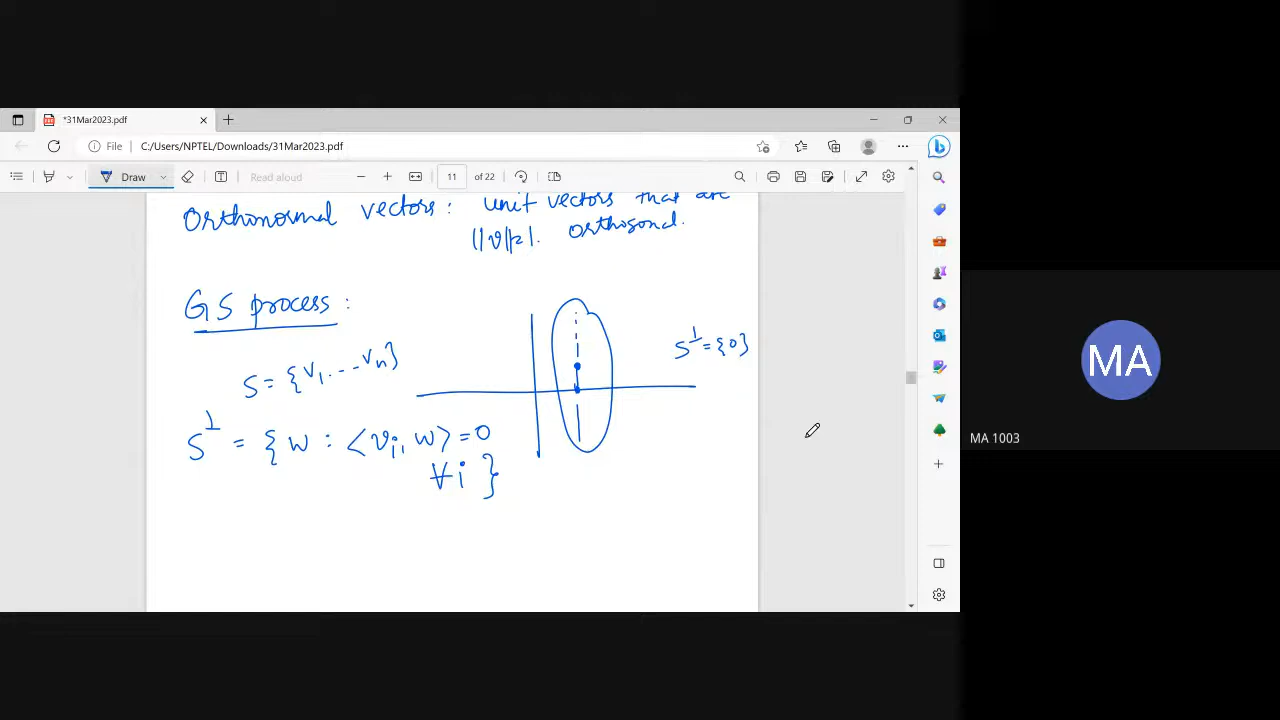 *31Mar2023.pdf
File C:/Users/NPTEL/Downloads/31Mar2023.pdf
Draw Read aloud 11 of 22
Orthonormal vectors: unit vectors that are
||v||=1. orthogonal.
GS process:
S^⊥ = {0}
S = {v₁ ... vₙ}
S^⊥ = { w : <vᵢ, w> = 0
∀i }
MA
MA 1003